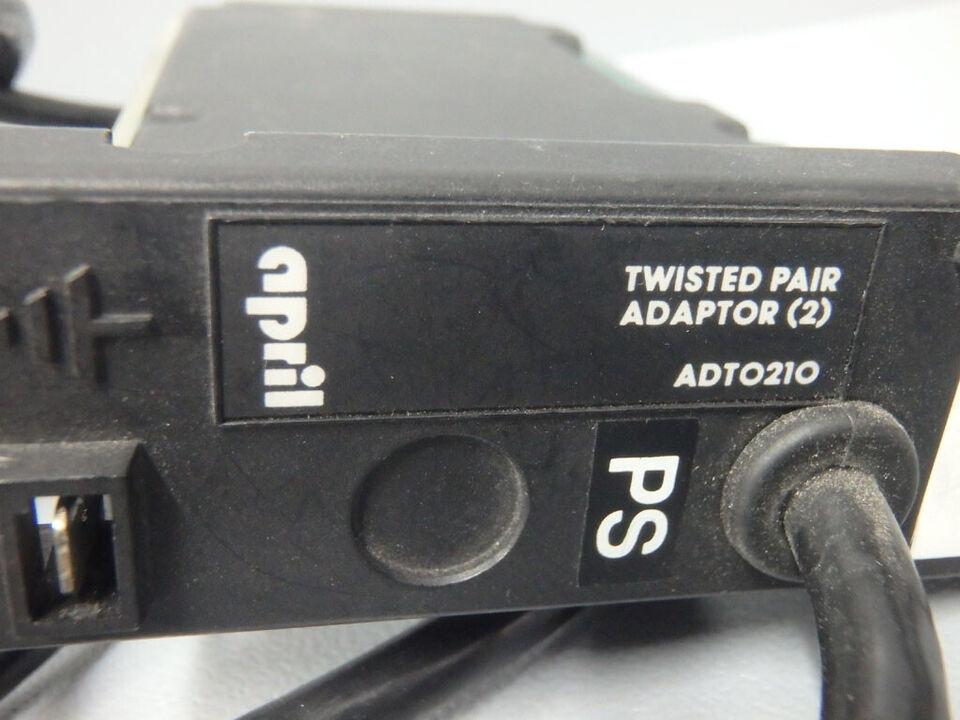 april
TWISTED PAIR
ADAPTOR (2)
ADT0210
PS